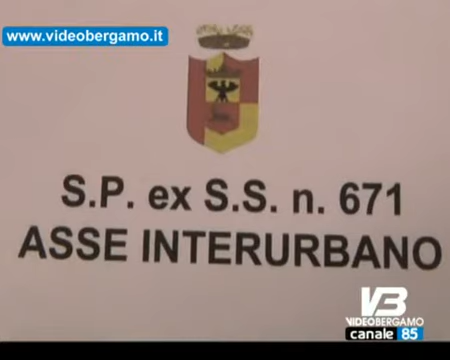 www.videobergamo.it
S.P. ex S.S. n. 671
ASSE INTERURBANO
VB
VIDEOBERGAMO
canale 85